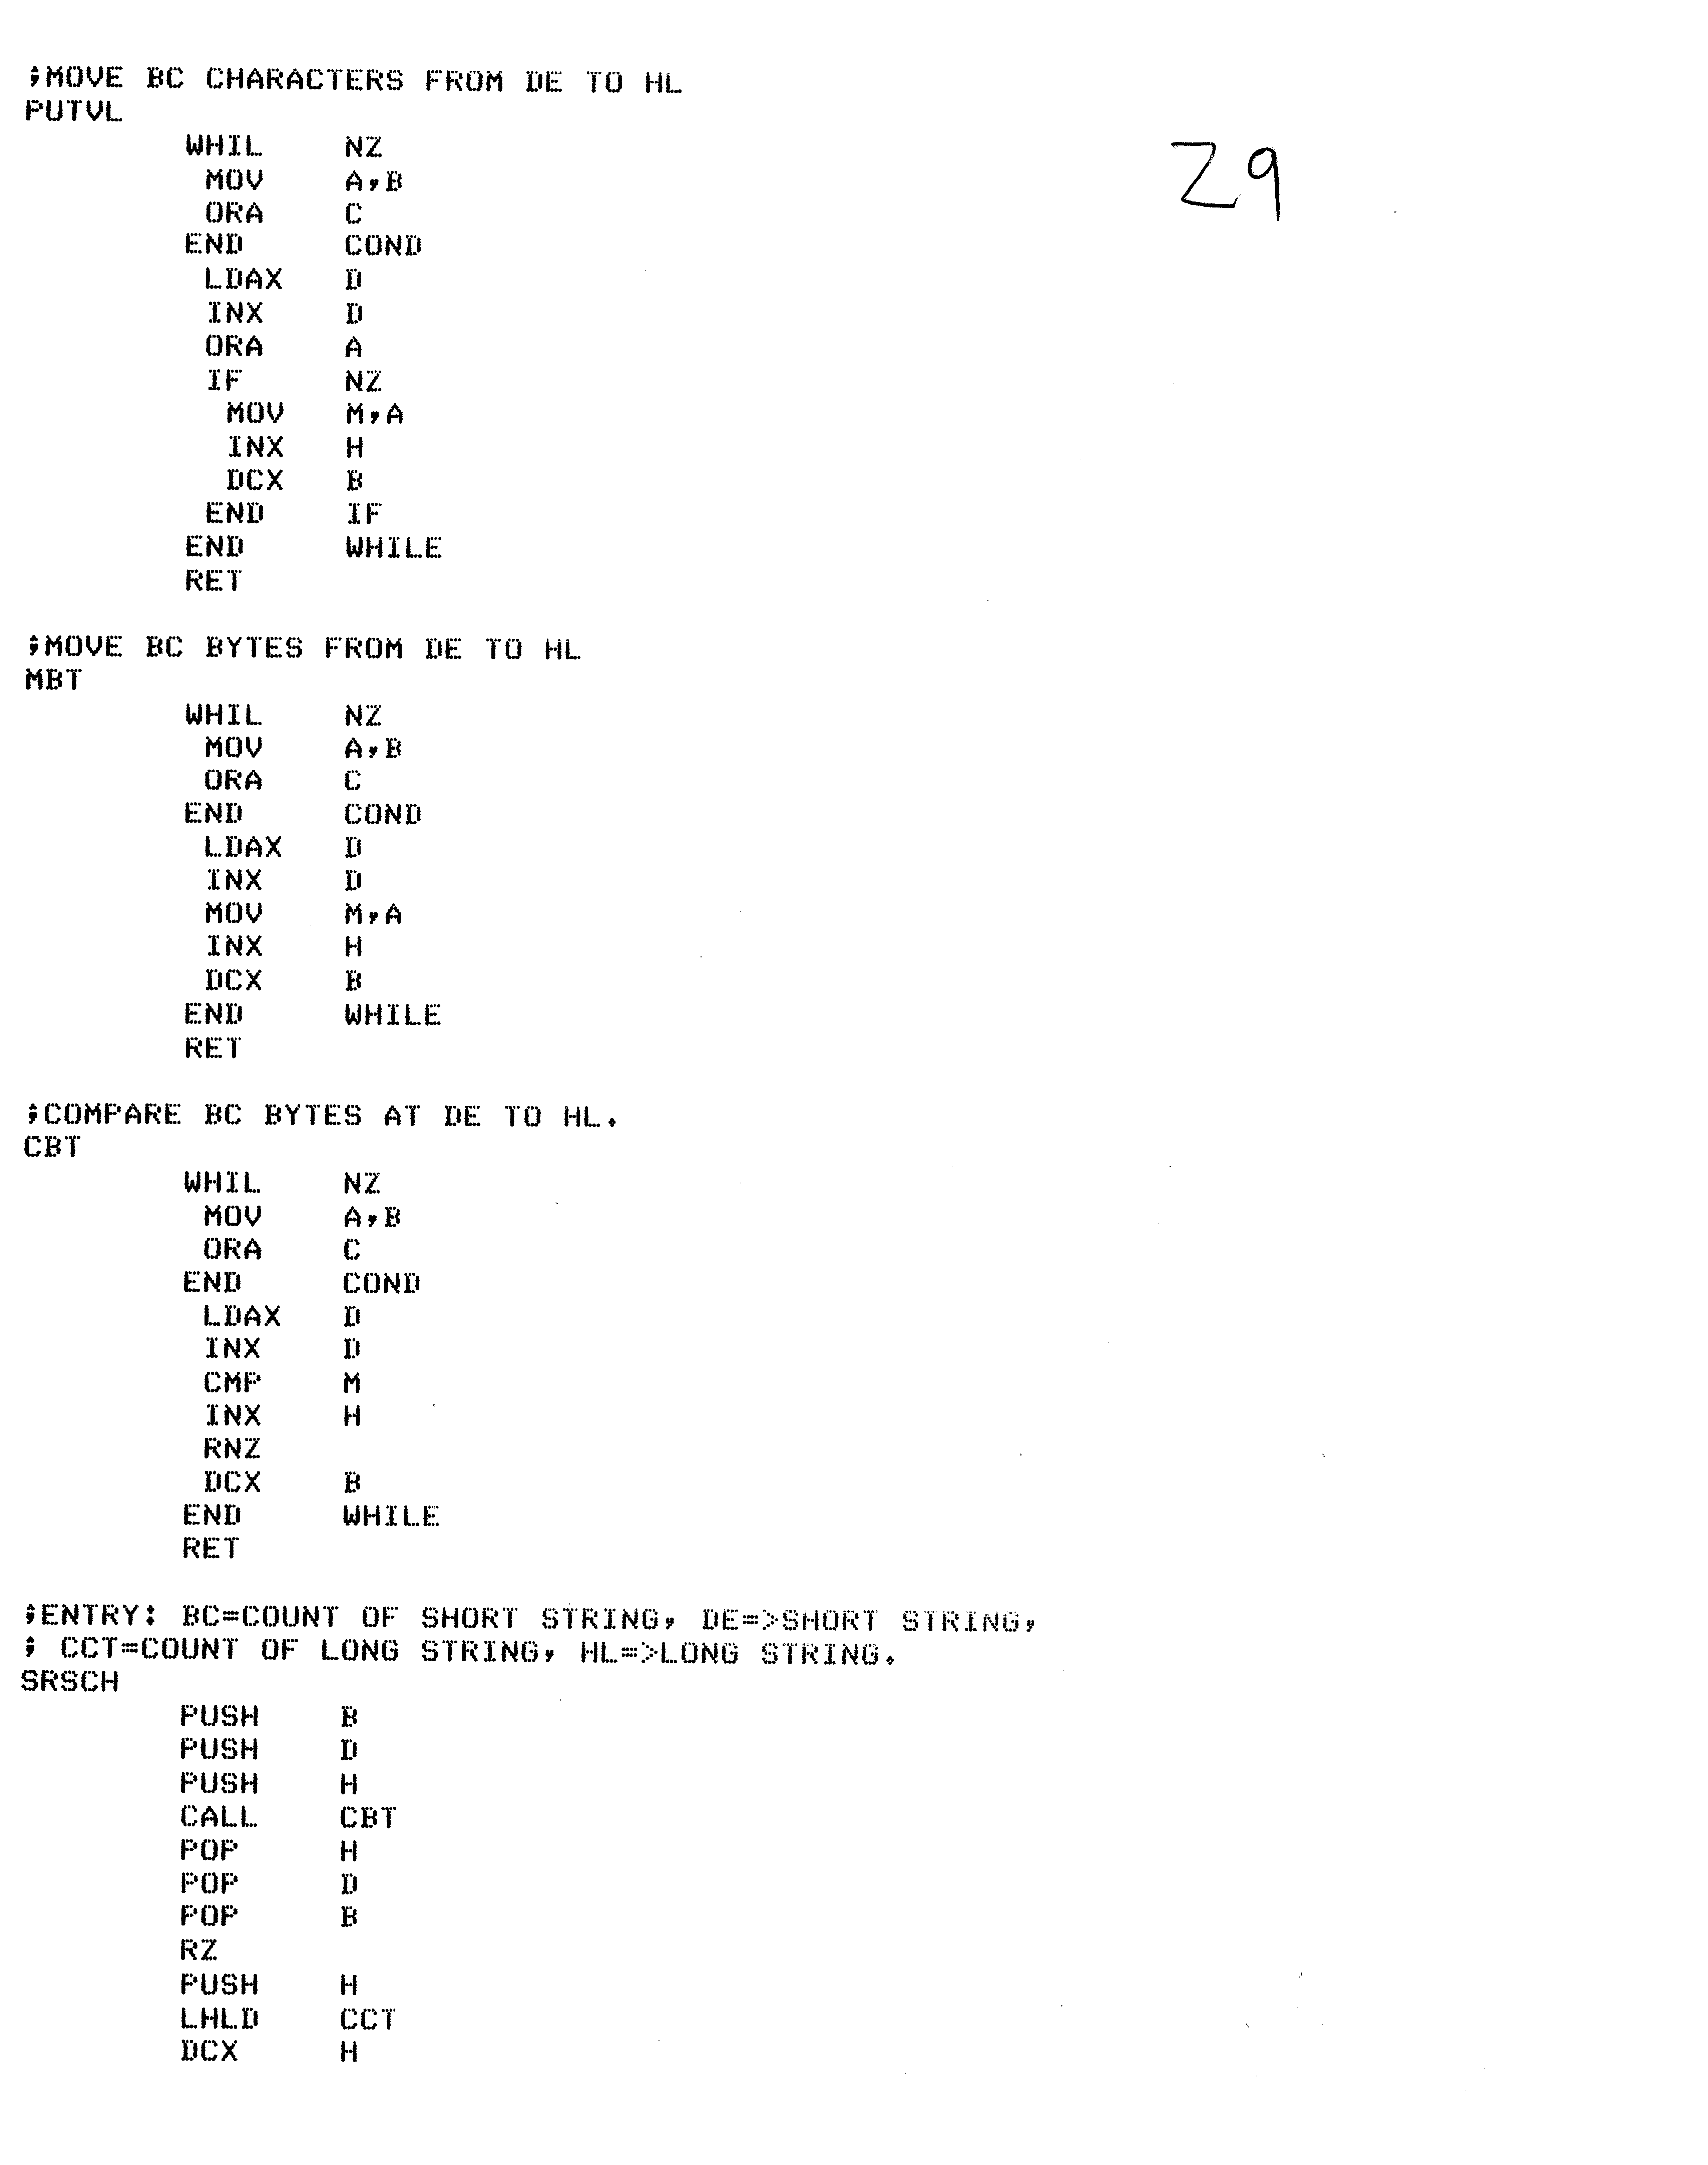 ;MOVE BC CHARACTERS FROM DE TO HL
PUTVL
WHIL NZ
Z9
MOV A,B
ORA C
END COND
LDAX D
INX D
ORA A
IF NZ
MOV M,A
INX H
DCX B
END IF
END WHILE
RET
;MOVE BC BYTES FROM DE TO HL
MBT
WHIL NZ
MOV A,B
ORA C
END COND
LDAX D
INX D
MOV M,A
INX H
DCX B
END WHILE
RET
;COMPARE BC BYTES AT DE TO HL.
CBT
WHIL NZ
MOV A,B
ORA C
END COND
LDAX D
INX D
CMP M
INX H
RNZ
DCX B
END WHILE
RET
;ENTRY: BC=COUNT OF SHORT STRING, DE=>SHORT STRING,
; CCT=COUNT OF LONG STRING, HL=>LONG STRING.
SRSCH
PUSH B
PUSH D
PUSH H
CALL CBT
POP H
POP D
POP B
RZ
PUSH H
LHLD CCT
DCX H